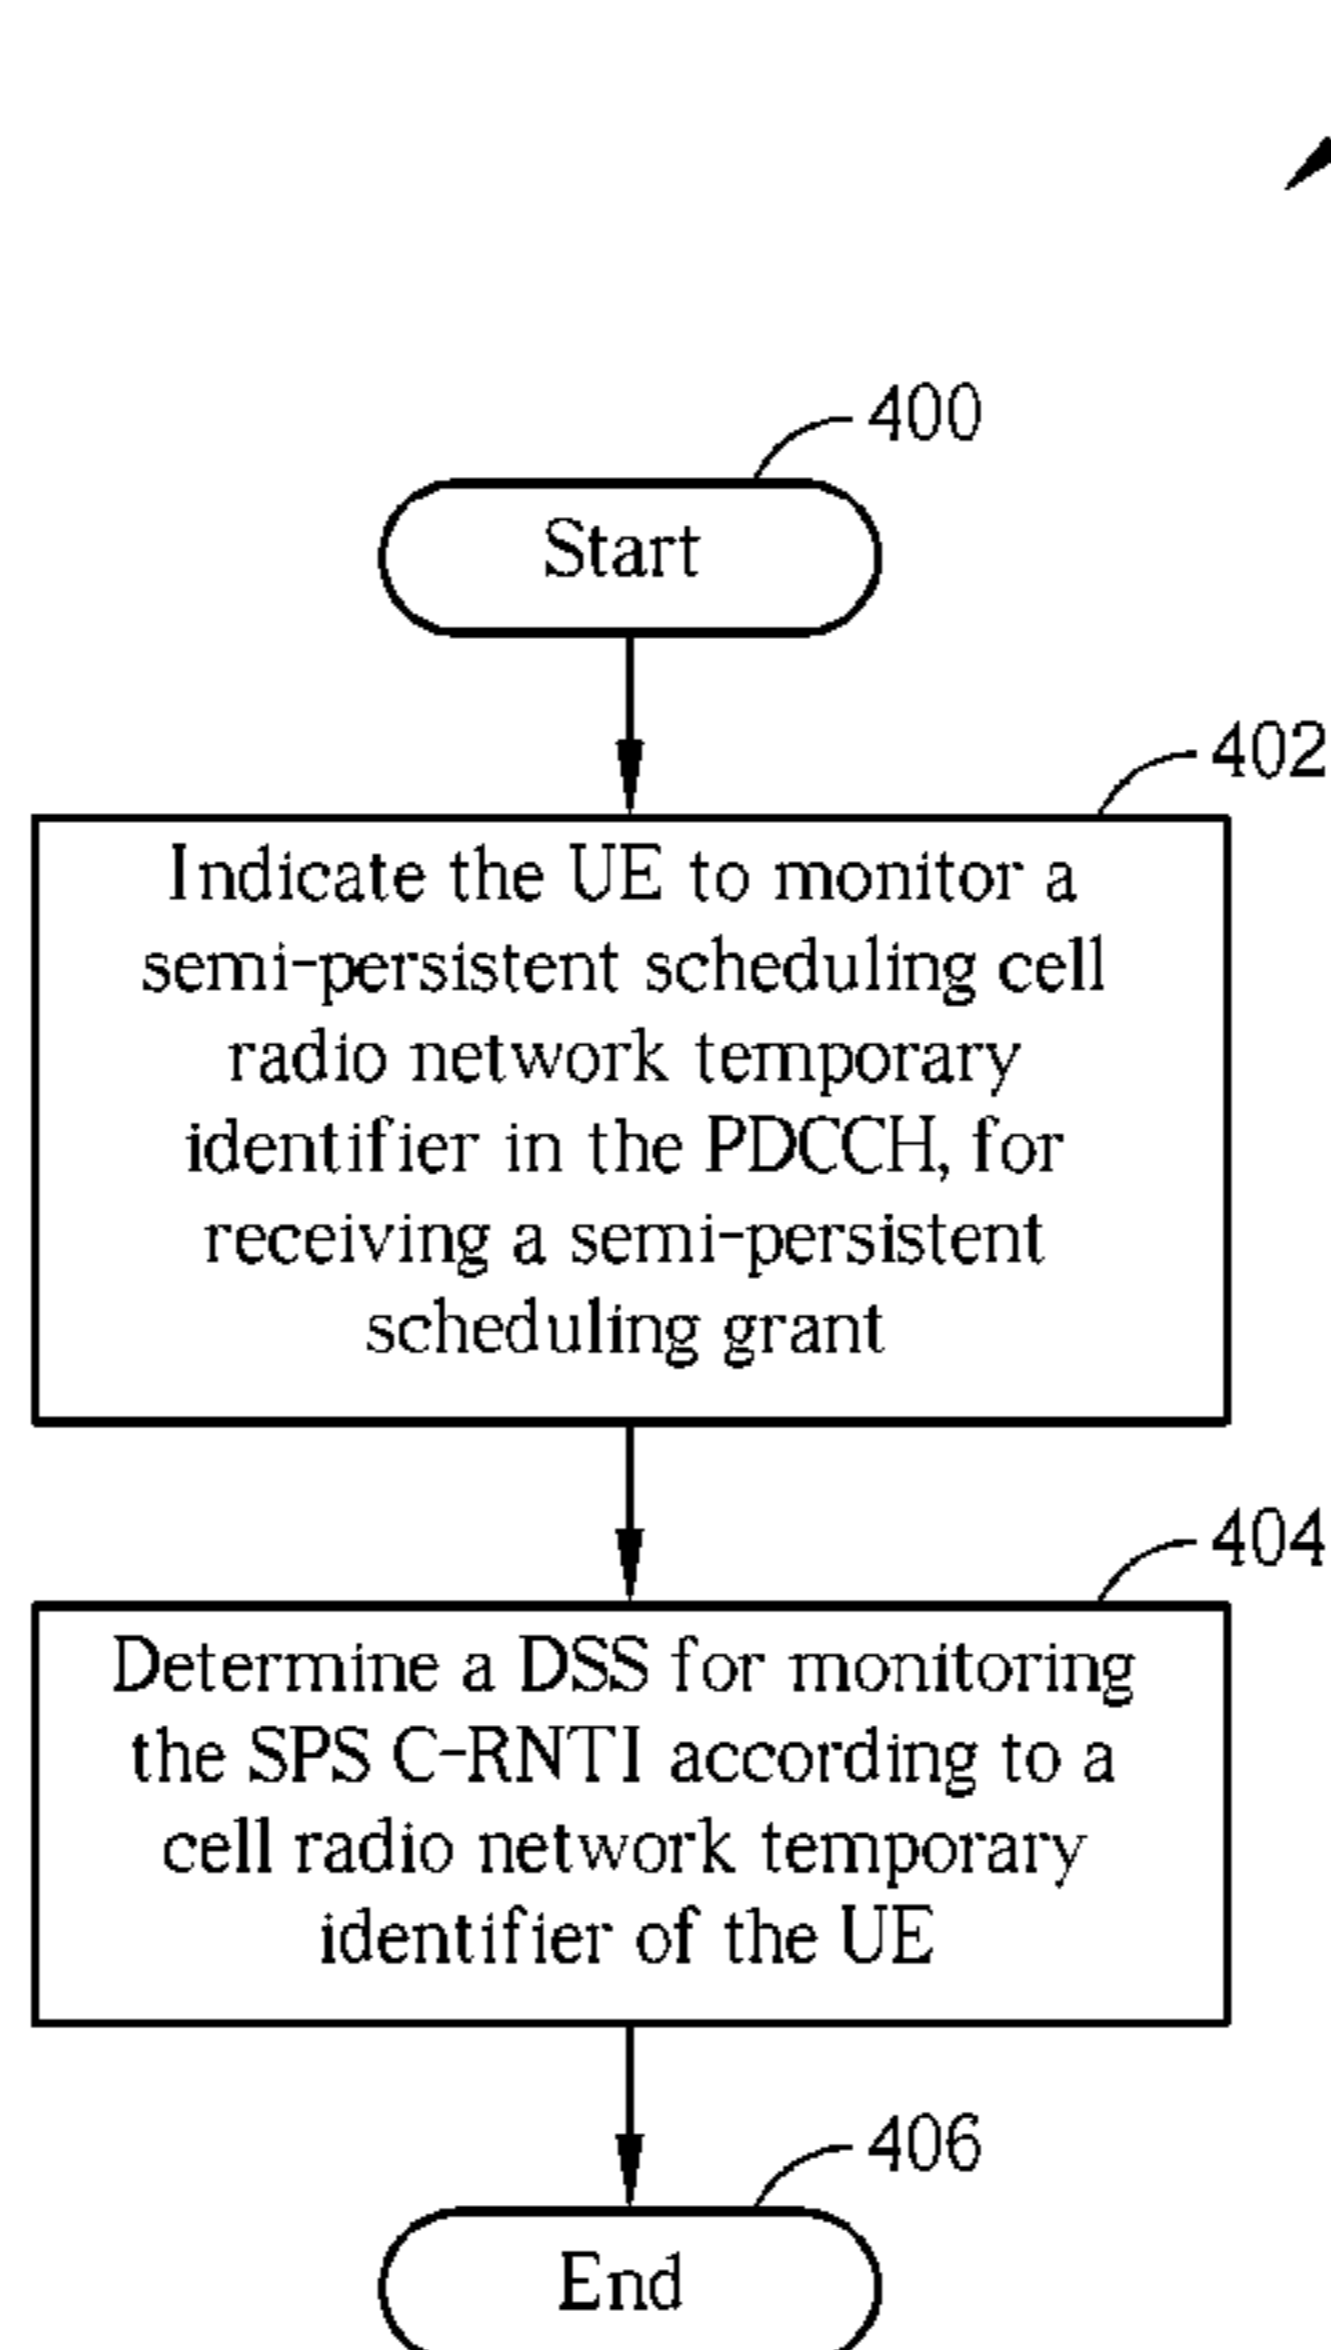 400
Start
402
Indicate the UE to monitor a
semi-persistent scheduling cell
radio network temporary
identifier in the PDCCH, for
receiving a semi-persistent
scheduling grant
404
Determine a DSS for monitoring
the SPS C-RNTI according to a
cell radio network temporary
identifier of the UE
406
End